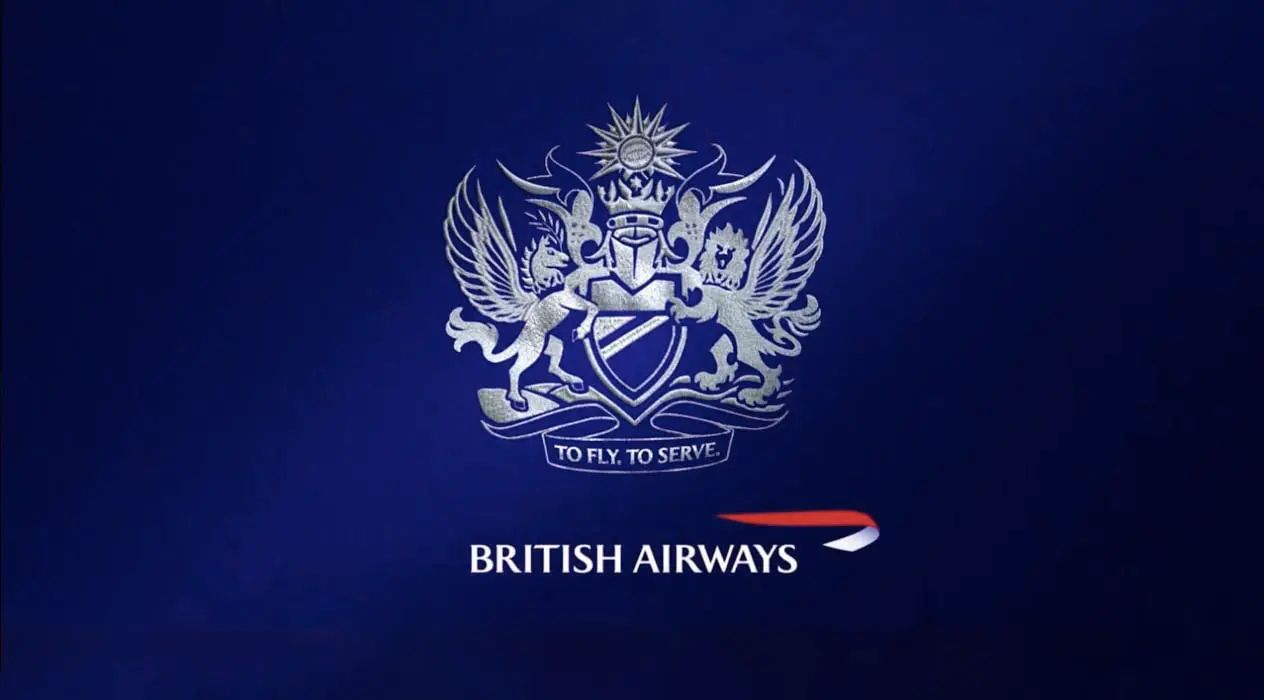 TO FLY. TO SERVE.
BRITISH AIRWAYS